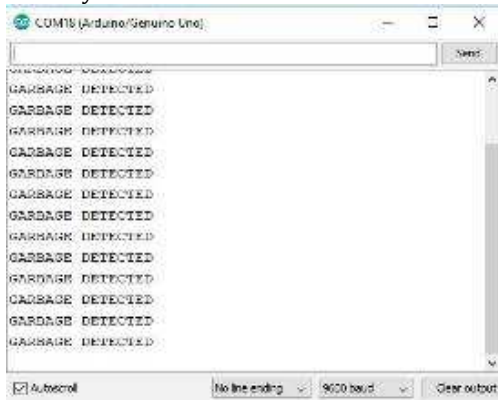 COM18 (Arduino/Genuino Uno)
Send
GARBAGE DETECTED
GARBAGE DETECTED
GARBAGE DETECTED
GARBAGE DETECTED
GARBAGE DETECTED
GARBAGE DETECTED
GARBAGE DETECTED
GARBAGE DETECTED
GARBAGE DETECTED
GARBAGE DETECTED
GARBAGE DETECTED
GARBAGE DETECTED
GARBAGE DETECTED
GARBAGE DETECTED
Autoscroll No line ending 9600 baud Clear output